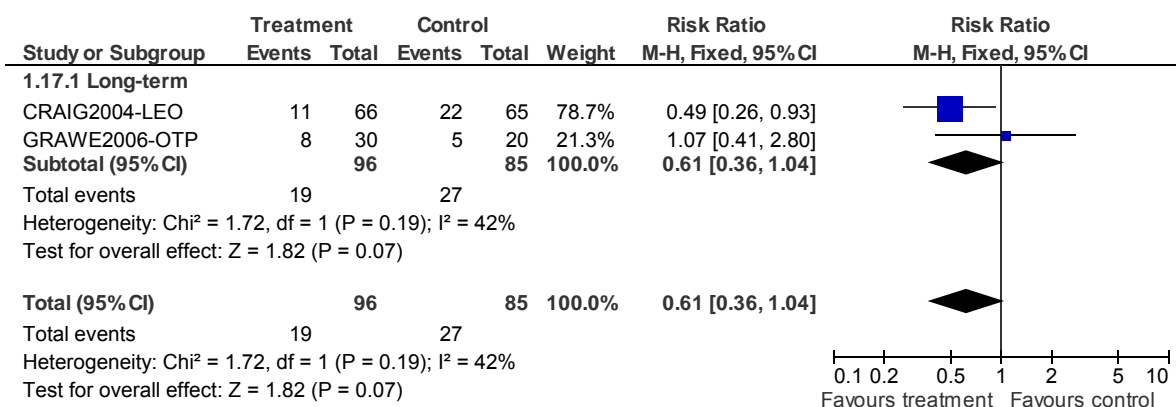 Treatment Control Risk Ratio Risk Ratio
Study or Subgroup Events Total Events Total Weight M-H, Fixed, 95% CI M-H, Fixed, 95% CI
1.17.1 Long-term
CRAIG2004-LEO 11 66 22 65 78.7% 0.49 [0.26, 0.93]
GRAWE2006-OTP 8 30 5 20 21.3% 1.07 [0.41, 2.80]
Subtotal (95% CI) 96 85 100.0% 0.61 [0.36, 1.04]
Total events 19 27
Heterogeneity: Chi² = 1.72, df = 1 (P = 0.19); I² = 42%
Test for overall effect: Z = 1.82 (P = 0.07)
Total (95% CI) 96 85 100.0% 0.61 [0.36, 1.04]
Total events 19 27
Heterogeneity: Chi² = 1.72, df = 1 (P = 0.19); I² = 42%
Test for overall effect: Z = 1.82 (P = 0.07)
0.1 0.2 0.5 1 2 5 10
Favours treatment Favours control